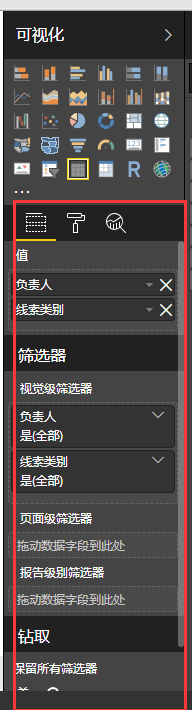 可视化
R
...
值
负责人
线索类别
筛选器
视觉级筛选器
负责人
是(全部)
线索类别
是(全部)
页面级筛选器
拖动数据字段到此处
报告级别筛选器
拖动数据字段到此处
钻取
保留所有筛选器